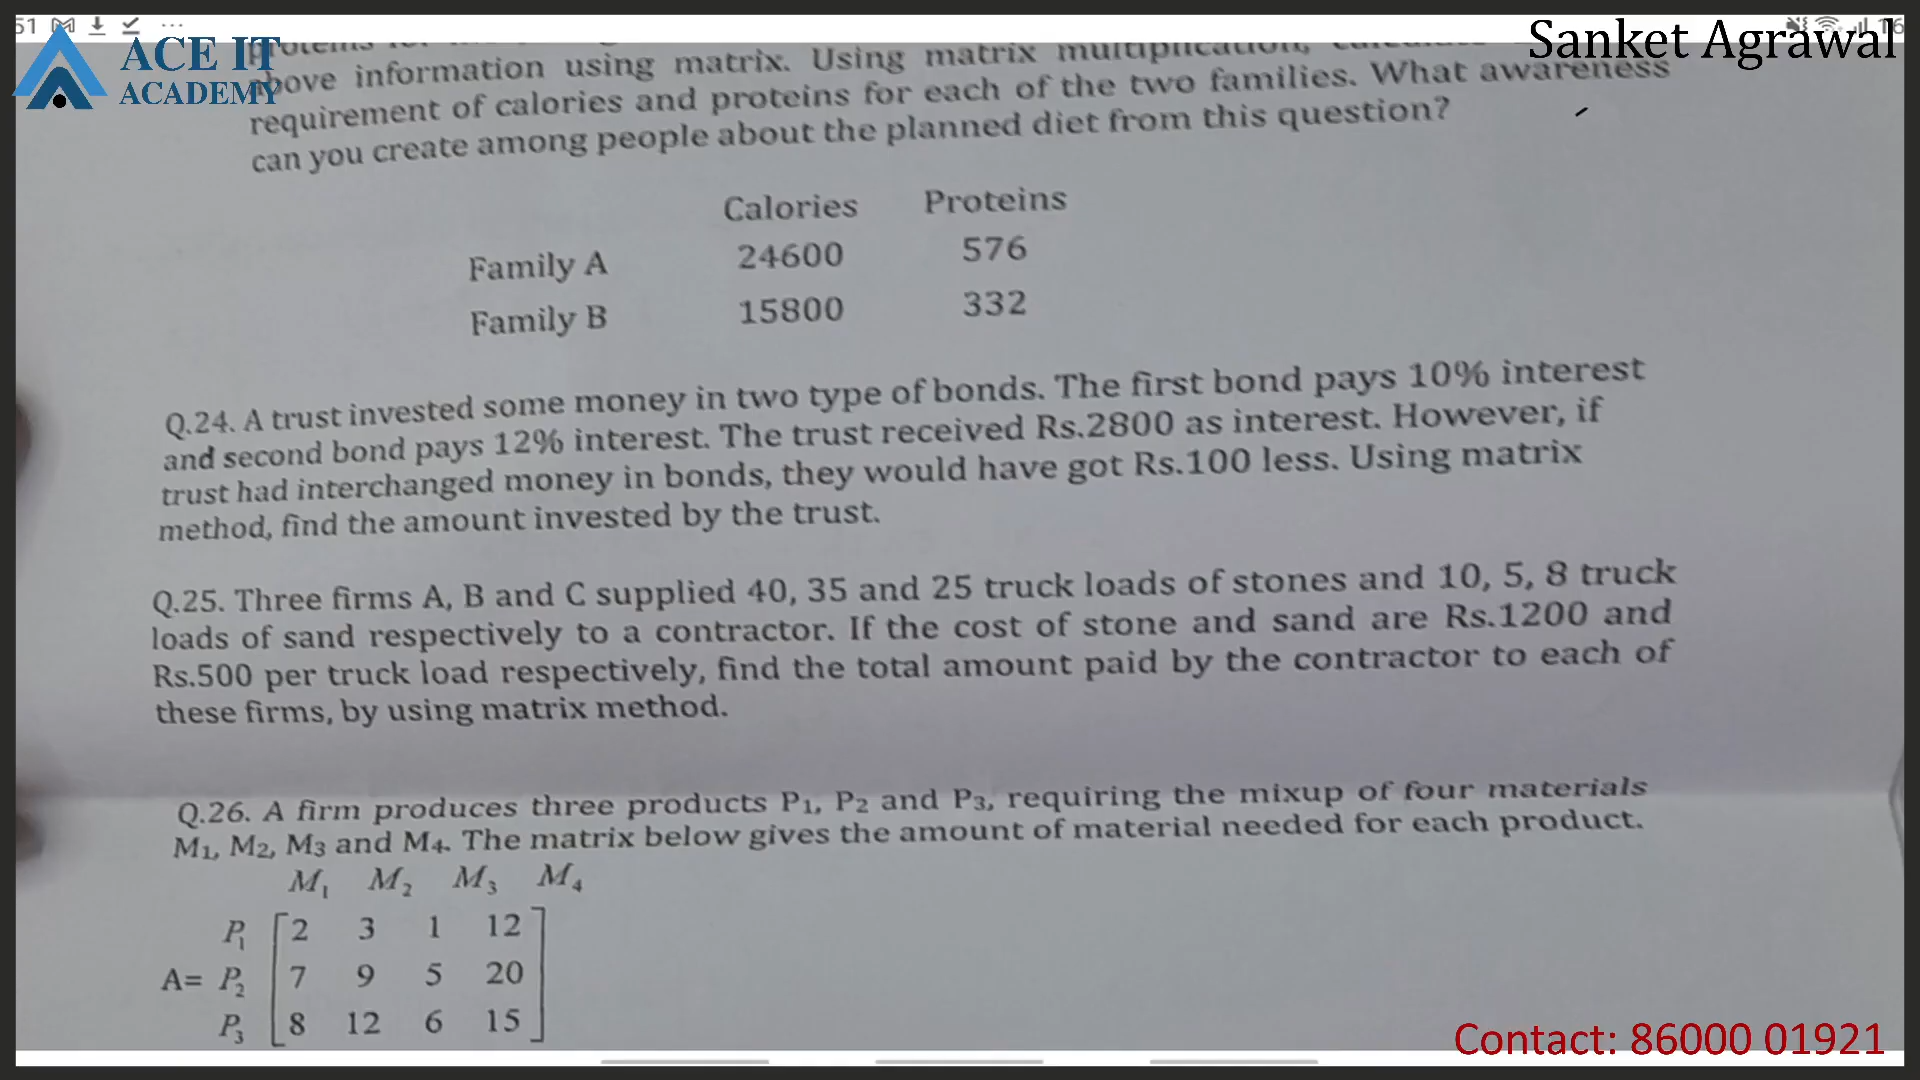 51
ACE IT
ACADEMY
Sanket Agrawal
above information using matrix. Using matrix multiplication,
requirement of calories and proteins for each of the two families. What awareness
can you create among people about the planned diet from this question?
Calories Proteins
Family A 24600 576
Family B 15800 332
Q.24. A trust invested some money in two type of bonds. The first bond pays 10% interest
and second bond pays 12% interest. The trust received Rs.2800 as interest. However, if
trust had interchanged money in bonds, they would have got Rs.100 less. Using matrix
method, find the amount invested by the trust.
Q.25. Three firms A, B and C supplied 40, 35 and 25 truck loads of stones and 10, 5, 8 truck
loads of sand respectively to a contractor. If the cost of stone and sand are Rs.1200 and
Rs.500 per truck load respectively, find the total amount paid by the contractor to each of
these firms, by using matrix method.
Q.26. A firm produces three products P1, P2 and P3, requiring the mixup of four materials
M1, M2, M3 and M4. The matrix below gives the amount of material needed for each product.
M1 M2 M3 M4
P1 2 3 1 12
A= P2 7 9 5 20
P3 8 12 6 15
Contact: 86000 01921